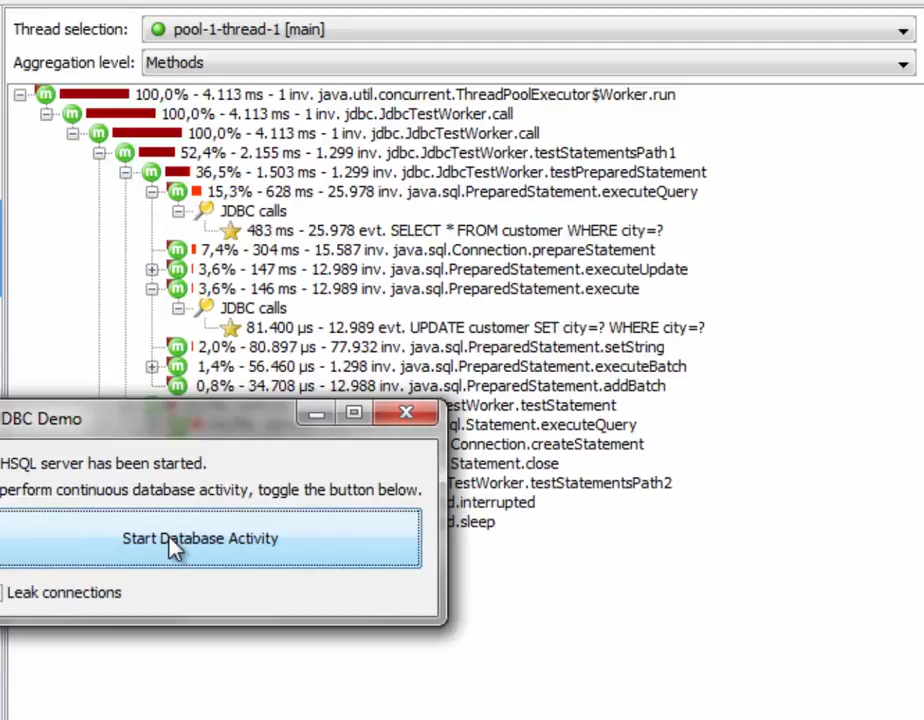 Thread selection: pool-1-thread-1 [main]
Aggregation level: Methods
100,0% - 4.113 ms - 1 inv. java.util.concurrent.ThreadPoolExecutor$Worker.run
100,0% - 4.113 ms - 1 inv. jdbc.JdbcTestWorker.call
100,0% - 4.113 ms - 1 inv. jdbc.JdbcTestWorker.call
52,4% - 2.155 ms - 1.299 inv. jdbc.JdbcTestWorker.testStatementsPath1
36,5% - 1.503 ms - 1.299 inv. jdbc.JdbcTestWorker.testPreparedStatement
15,3% - 628 ms - 25.978 inv. java.sql.PreparedStatement.executeQuery
JDBC calls
483 ms - 25.978 evt. SELECT * FROM customer WHERE city=?
7,4% - 304 ms - 15.587 inv. java.sql.Connection.prepareStatement
3,6% - 147 ms - 12.989 inv. java.sql.PreparedStatement.executeUpdate
3,6% - 146 ms - 12.989 inv. java.sql.PreparedStatement.execute
JDBC calls
81.400 µs - 12.989 evt. UPDATE customer SET city=? WHERE city=?
2,0% - 80.897 µs - 77.932 inv. java.sql.PreparedStatement.setString
1,4% - 56.460 µs - 1.298 inv. java.sql.PreparedStatement.executeBatch
0,8% - 34.708 µs - 12.988 inv. java.sql.PreparedStatement.addBatch
estWorker.testStatement
Statement.executeQuery
Connection.createStatement
Statement.close
TestWorker.testStatementsPath2
d.interrupted
d.sleep
DBC Demo
HSQL server has been started.
perform continuous database activity, toggle the button below.
Start Database Activity
Leak connections